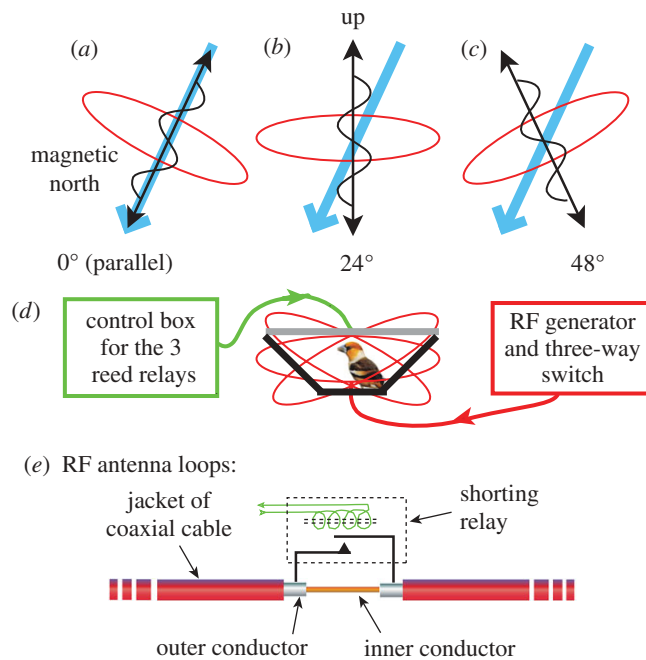 up
(a)
(b)
(c)
magnetic
north
0° (parallel)
24°
48°
(d)
control box
for the 3
reed relays
RF generator
and three-way
switch
(e) RF antenna loops:
jacket of
coaxial cable
shorting
relay
outer conductor
inner conductor